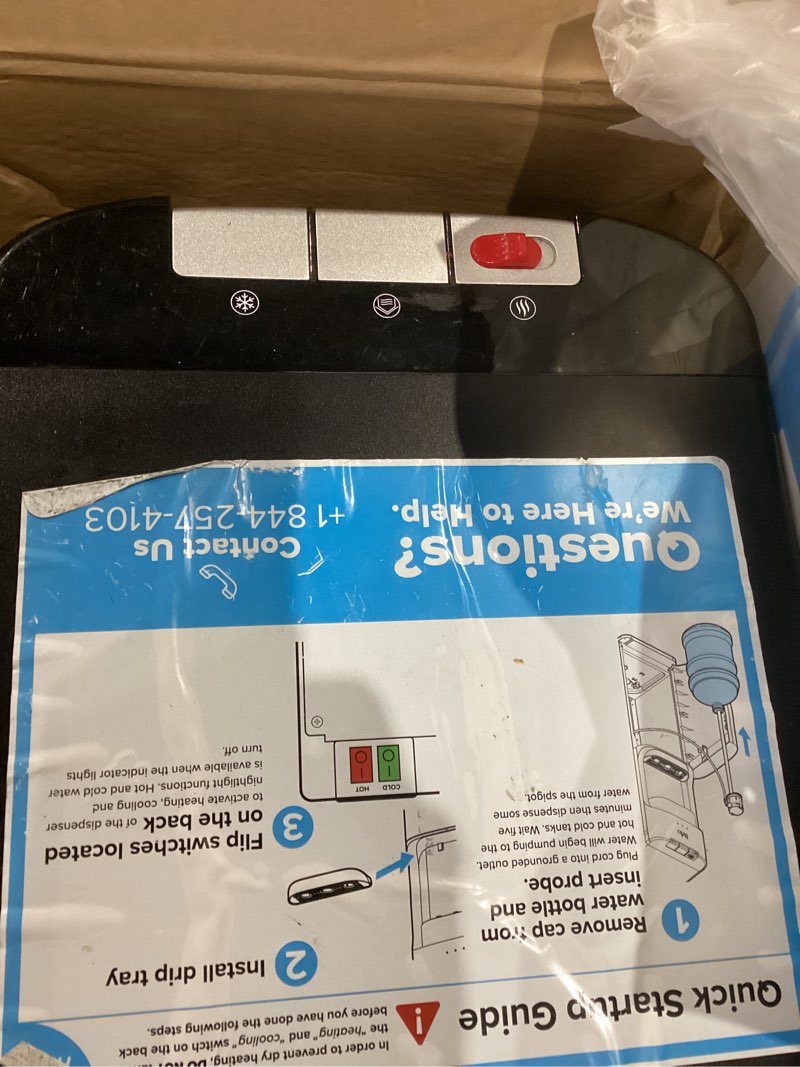 Quick Startup Guide
In order to prevent dry heating, DO NOT
the "heating" and "cooling" switch on the back
before you have done the following steps.
1
Remove cap from
water bottle and
insert probe.
Plug cord into a grounded outlet.
Water will begin pumping to the
hot and cold tanks. Wait five
minutes then dispense some
water from the spigot.
2
Install drip tray
3
Flip switches located
on the back of the dispenser
to activate heating, cooling and
nightlight functions. Hot and cold water
is available when the indicator lights
turn off.
COLD
HOT
Questions?
We're Here to Help.
Contact Us
+1 844-257-4103